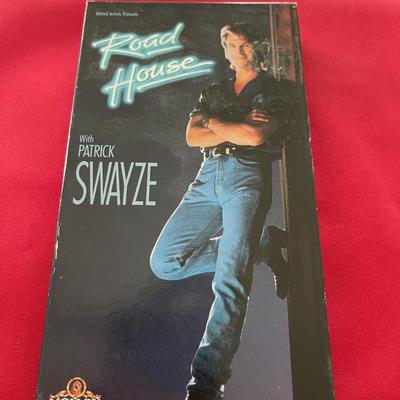 United Artists Presents
Road
House
With
PATRICK
SWAYZE